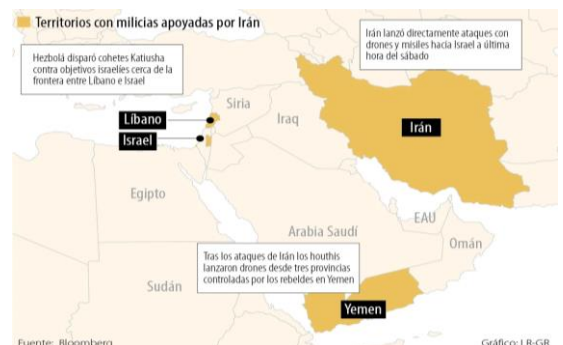 Territorios con milicias apoyadas por Irán
Hezbolá disparó cohetes Katiusha
contra objetivos israelíes cerca de la
frontera entre Líbano e Israel
Irán lanzó directamente ataques con
drones y misiles hacia Israel a última
hora del sábado
Siria
Líbano
Israel
Iraq
Irán
Egipto
EAU
Arabia Saudí
Omán
Tras los ataques de Irán los houthis
lanzaron drones desde tres provincias
controladas por los rebeldes en Yemen
Sudán
Yemen
Fuente: Bloomberg
Gráfico: LR-GR